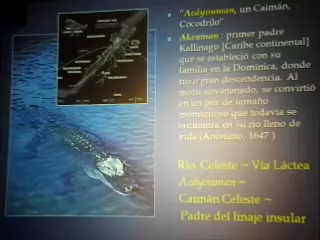 "Acáyouman, un Caimán,
Cocodrilo"
Akeuman : primer padre
Kallinago [Caribe continental]
que se estableció con su
familia en la Dominica, donde
tuvo gran descendencia. Al
morir envenenado, se convirtió
en un pez de tamaño
monstruoso que todavía se
encuentra en su río lleno de
vida (Anónimo, 1647 )
Río Celeste ~ Vía Láctea
Acáyouman ~
Caimán Celeste ~
Padre del linaje insular